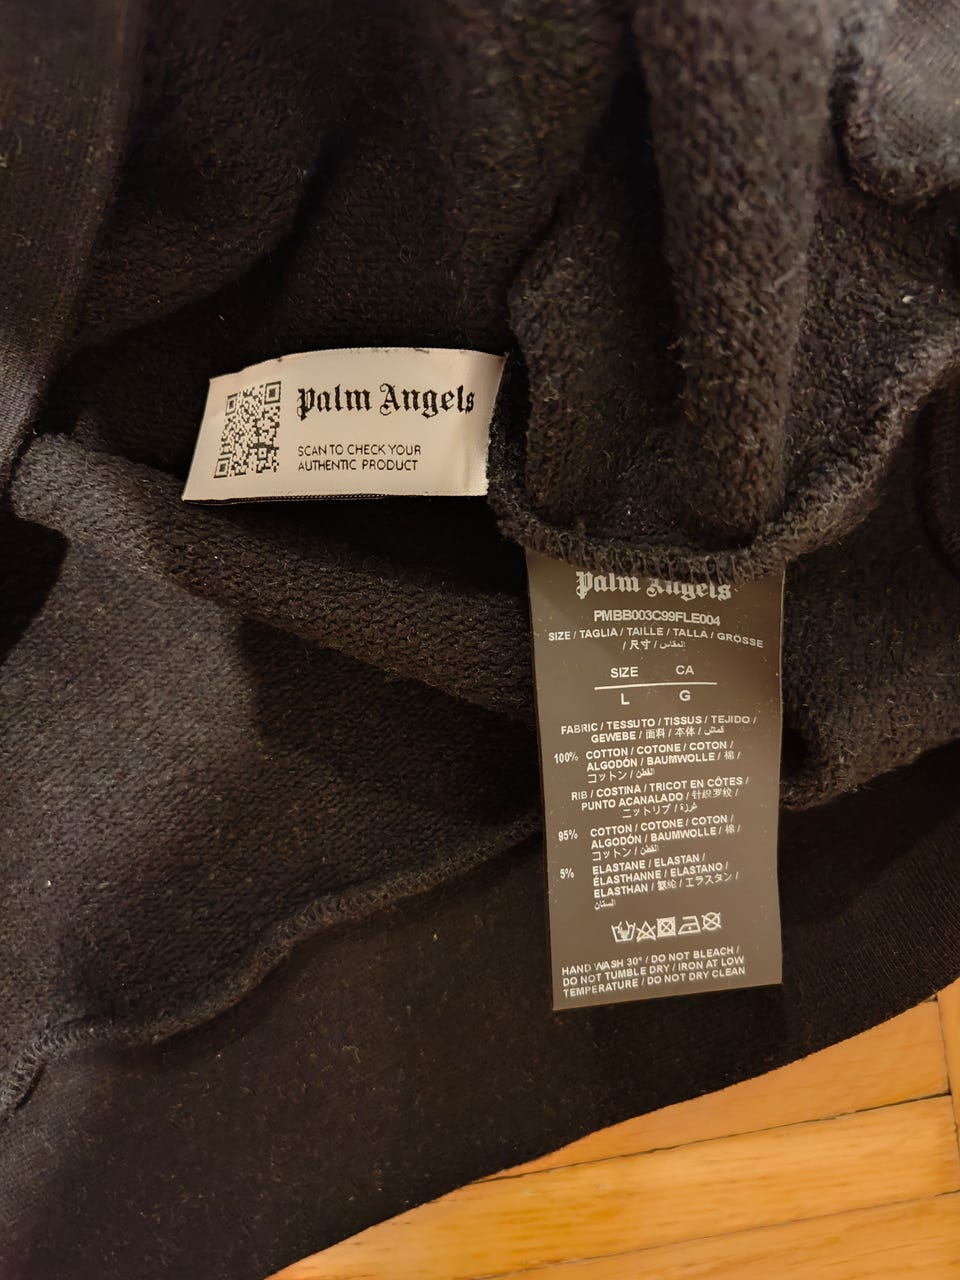 Palm Angels
SCAN TO CHECK YOUR
AUTHENTIC PRODUCT
Palm Angels
PMBB003C99FLE004
SIZE / TAGLIA / TAILLE / TALLA / GRÖSSE
/ 尺寸 / المقاس
SIZE CA
L G
FABRIC / TESSUTO / TISSUS / TEJIDO /
GEWEBE / 面料 / 本体 / قماش
100% COTTON / COTONE / COTON /
ALGODÓN / BAUMWOLLE / 棉 /
コットン / القطن
RIB / COSTINA / TRICOT EN CÔTES /
PUNTO ACANALADO / 针织罗纹 /
ニットリブ /
95% COTTON / COTONE / COTON /
ALGODÓN / BAUMWOLLE / 棉 /
コットン / القطن
5% ELASTANE / ELASTAN /
ÉLASTHANNE / ELASTANO /
ELASTHAN / 氨纶 / エラスタン /
HAND WASH 30° / DO NOT BLEACH /
DO NOT TUMBLE DRY / IRON AT LOW
TEMPERATURE / DO NOT DRY CLEAN